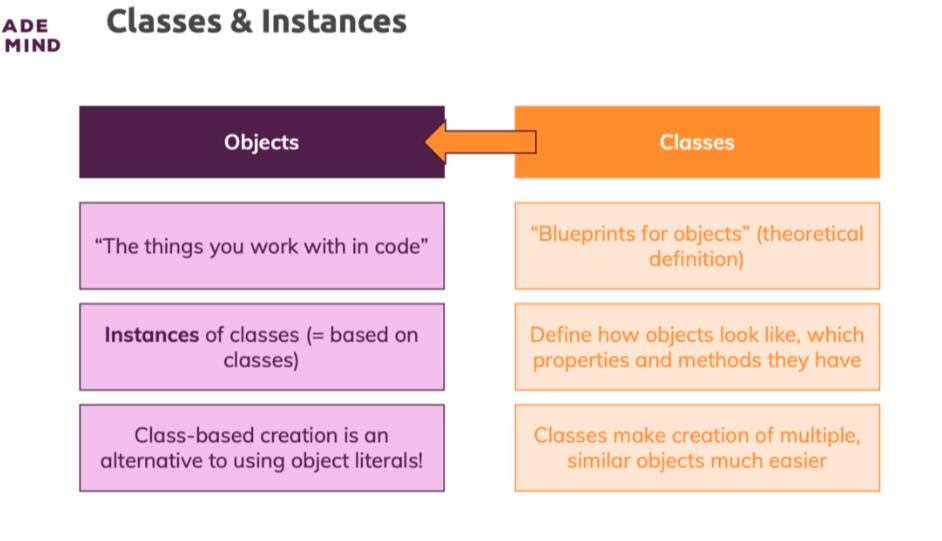 ADE
MIND
Classes & Instances
Objects
Classes
“The things you work with in code”
“Blueprints for objects” (theoretical
definition)
Instances of classes (= based on
classes)
Define how objects look like, which
properties and methods they have
Class-based creation is an
alternative to using object literals!
Classes make creation of multiple,
similar objects much easier